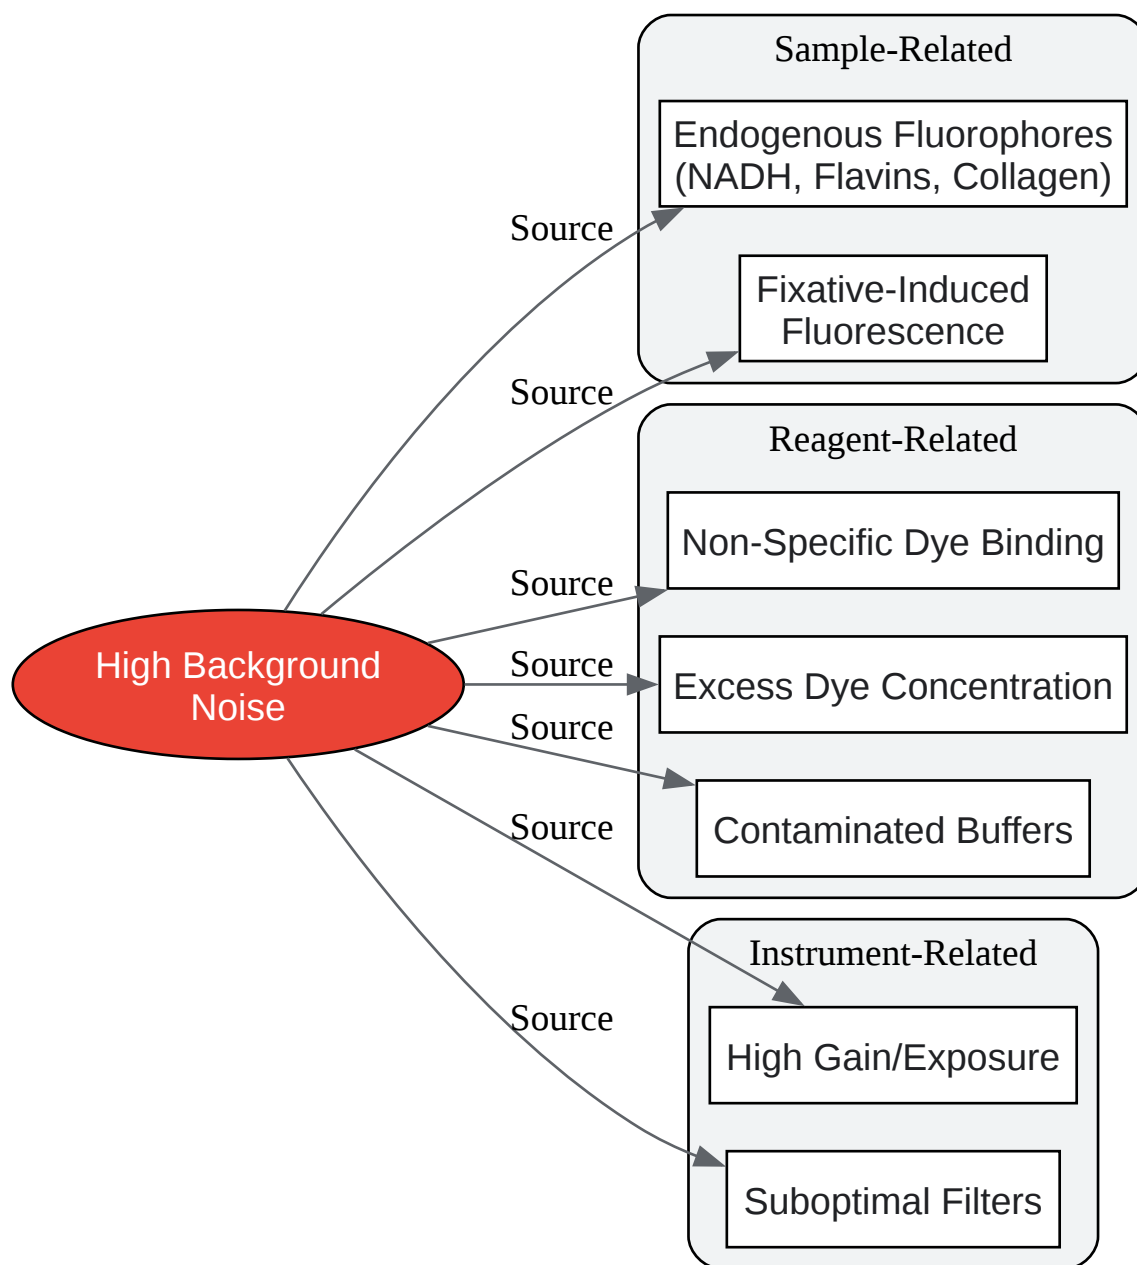 Sample-Related
Endogenous Fluorophores
(NADH, Flavins, Collagen)
Source
Fixative-Induced
Fluorescence
Source
Reagent-Related
Non-Specific Dye Binding
Source
High Background
Noise
Source
Excess Dye Concentration
Source
Contaminated Buffers
Source
Instrument-Related
High Gain/Exposure
Source
Suboptimal Filters